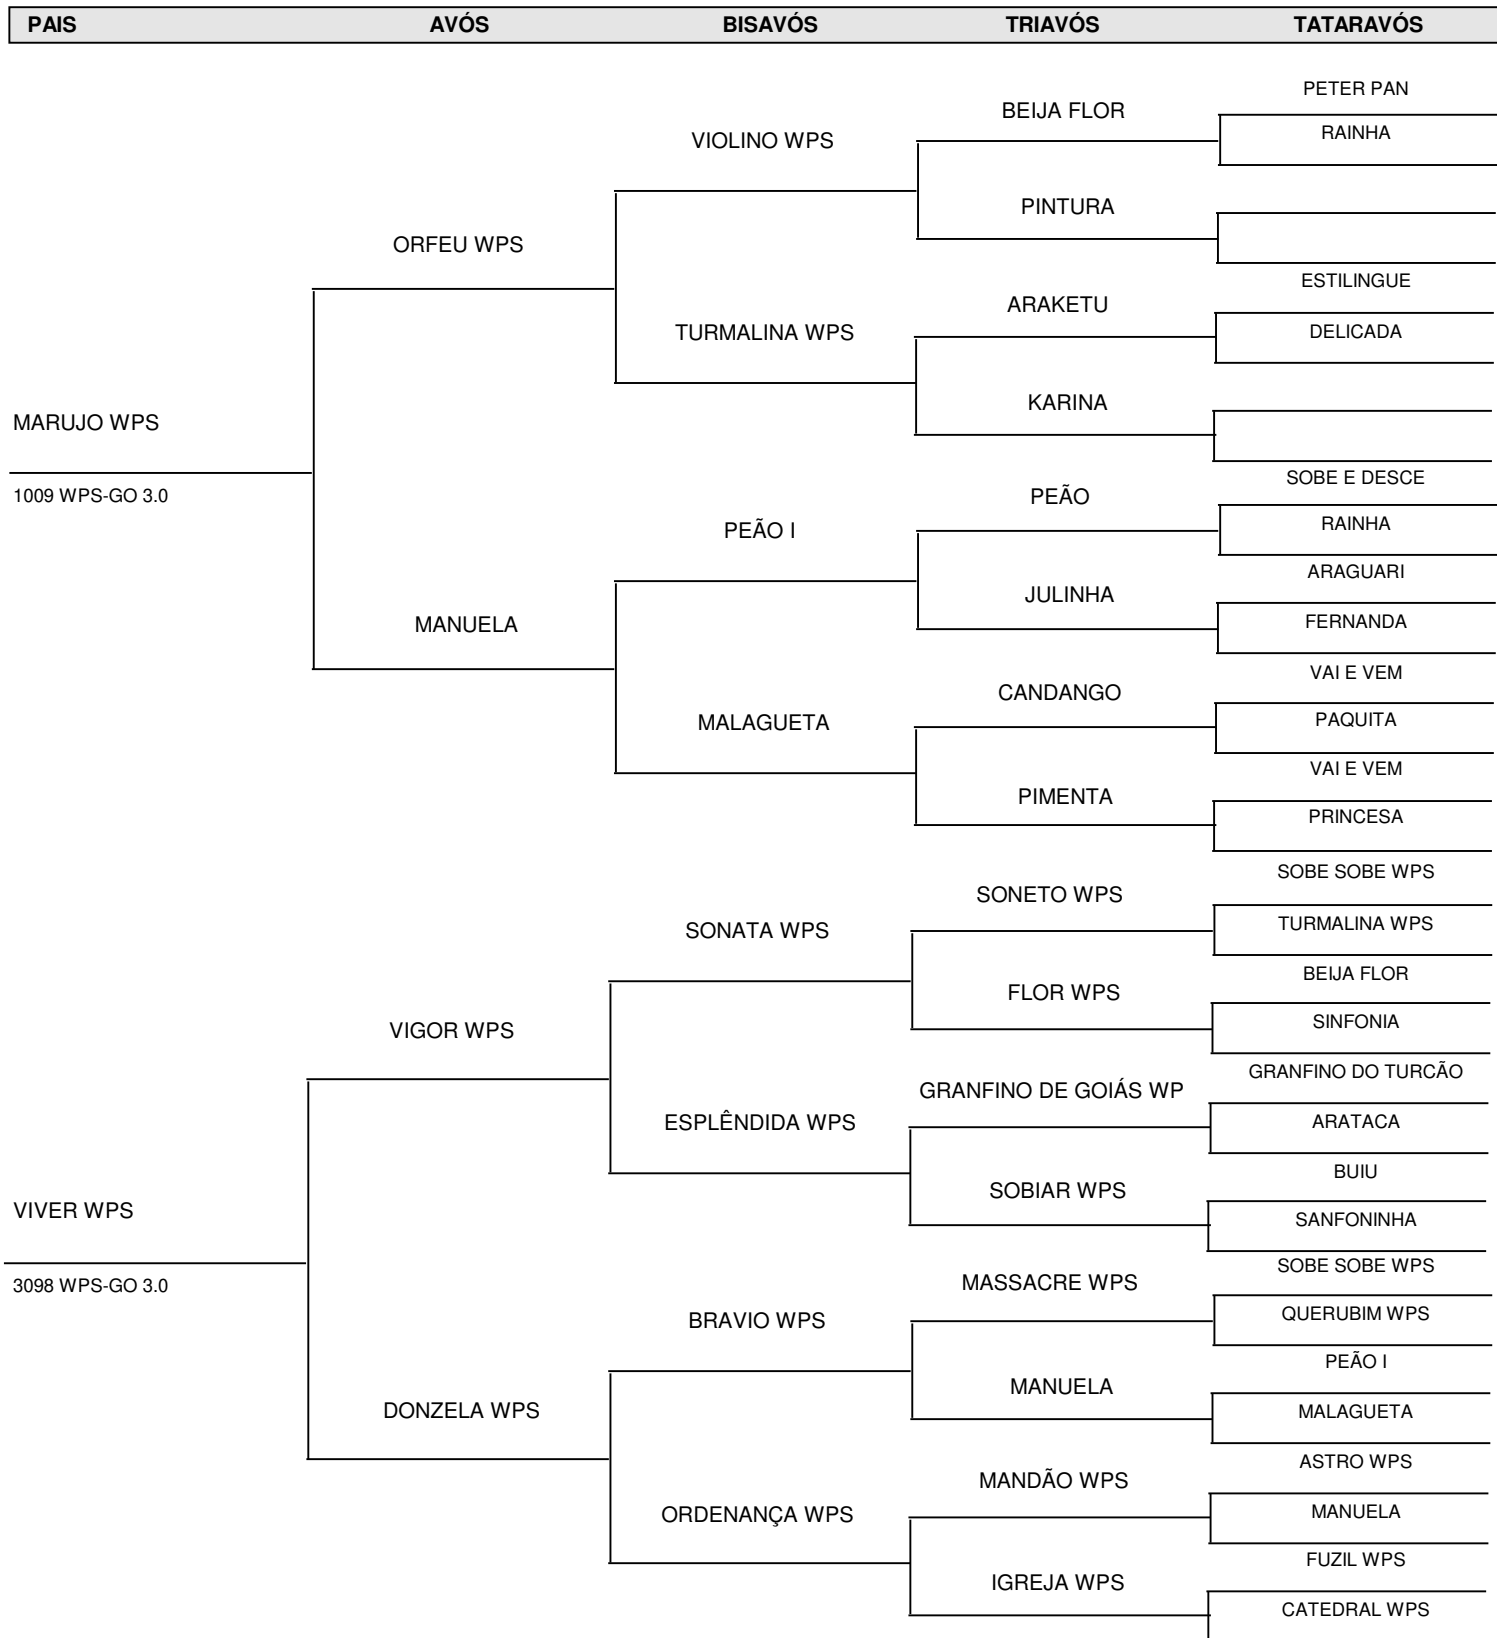 PAIS AVÓS BISAVÓS TRIAVÓS TATARAVÓS
PETER PAN
BEIJA FLOR
RAINHA
VIOLINO WPS
PINTURA
ORFEU WPS
ESTILINGUE
ARAKETU
DELICADA
TURMALINA WPS
KARINA
MARUJO WPS
SOBE E DESCE
1009 WPS-GO 3.0
PEÃO
RAINHA
PEÃO I
ARAGUARI
JULINHA
FERNANDA
MANUELA
VAI E VEM
CANDANGO
PAQUITA
MALAGUETA
VAI E VEM
PIMENTA
PRINCESA
SOBE SOBE WPS
SONETO WPS
TURMALINA WPS
SONATA WPS
BEIJA FLOR
FLOR WPS
SINFONIA
VIGOR WPS
GRANFINO DO TURCÃO
GRANFINO DE GOIÁS WP
ARATACA
ESPLÊNDIDA WPS
BUIU
SOBIAR WPS
VIVER WPS
SANFONINHA
SOBE SOBE WPS
3098 WPS-GO 3.0
MASSACRE WPS
QUERUBIM WPS
BRAVIO WPS
PEÃO I
MANUELA
DONZELA WPS
MALAGUETA
ASTRO WPS
MANDÃO WPS
MANUELA
ORDENANÇA WPS
FUZIL WPS
IGREJA WPS
CATEDRAL WPS